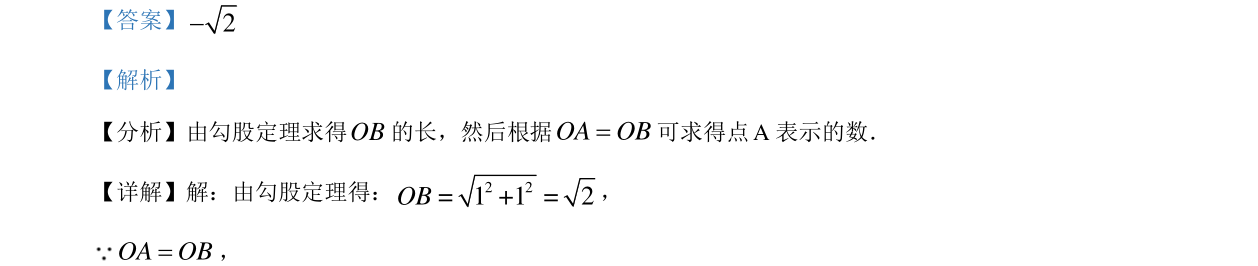 【答案】$-\sqrt{2}$
【解析】
【分析】由勾股定理求得 $OB$ 的长，然后根据 $OA = OB$ 可求得点 A 表示的数．
【详解】解：由勾股定理得：$OB = \sqrt{1^2+1^2} = \sqrt{2}$，
∵ $OA = OB$，